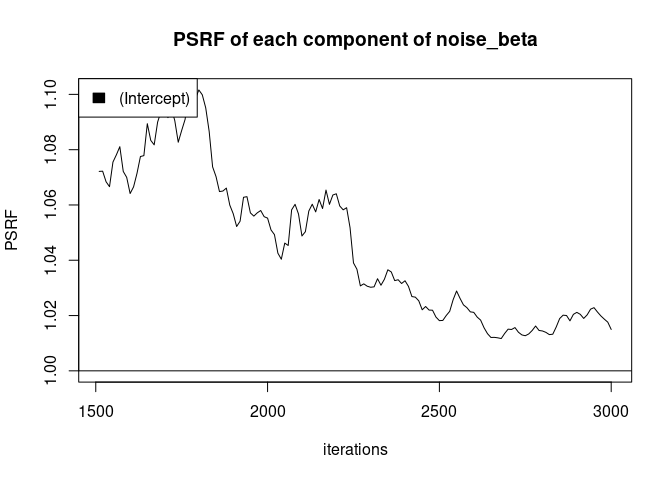 PSRF of each component of noise_beta
(Intercept)
PSRF
1.10
1.08
1.06
1.04
1.02
1.00
1500 2000 2500 3000
iterations